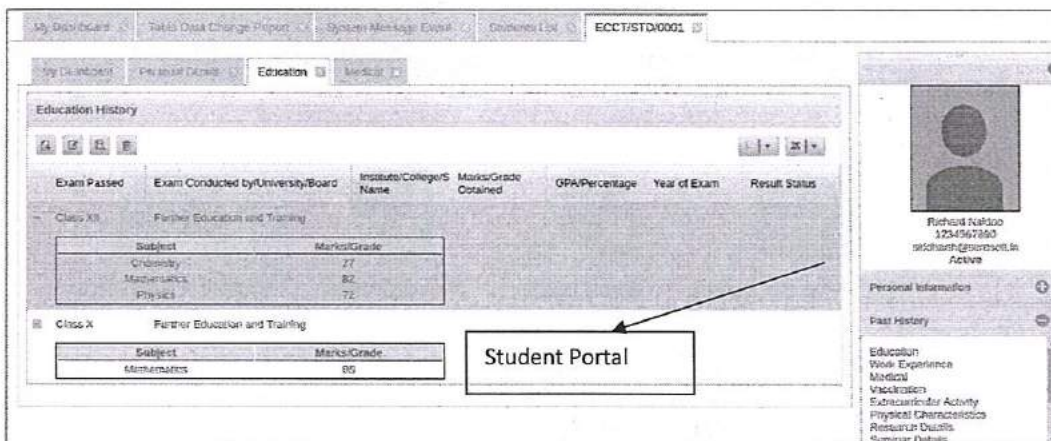 My Dashboard Table Data Change Report System Message Event Students List ECCT/STD/0001
My Dashboard Personal Details Education Medical
Education History
Exam Passed Exam Conducted by/University/Board Institute/College/S Name Marks/Grade Obtained GPA/Percentage Year of Exam Result Status
Class XII Further Education and Training
Subject Marks/Grade
Chemistry 77
Mathematics 82
Physics 72
Class X Further Education and Training
Subject Marks/Grade
Mathematics
Student Portal
Richard Naidoo
1234567890
Active
Personal Information
Past History
Education
Work Experience
Medical
Vaccination
Extracurricular Activity
Physical Characteristics
Research Details
Seminar Details